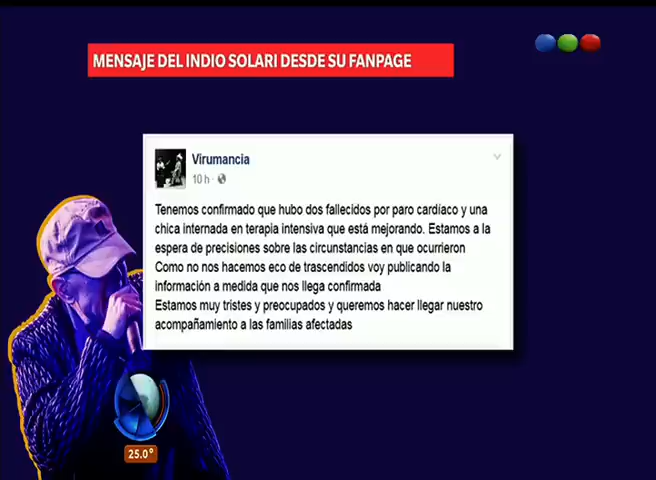 MENSAJE DEL INDIO SOLARI DESDE SU FANPAGE
Virumancia
10 h ·
Tenemos confirmado que hubo dos fallecidos por paro cardíaco y una
chica internada en terapia intensiva que está mejorando. Estamos a la
espera de precisiones sobre las circunstancias en que ocurrieron
Como no nos hacemos eco de trascendidos voy publicando la
información a medida que nos llega confirmada
Estamos muy tristes y preocupados y queremos hacer llegar nuestro
acompañamiento a las familias afectadas
25.0°